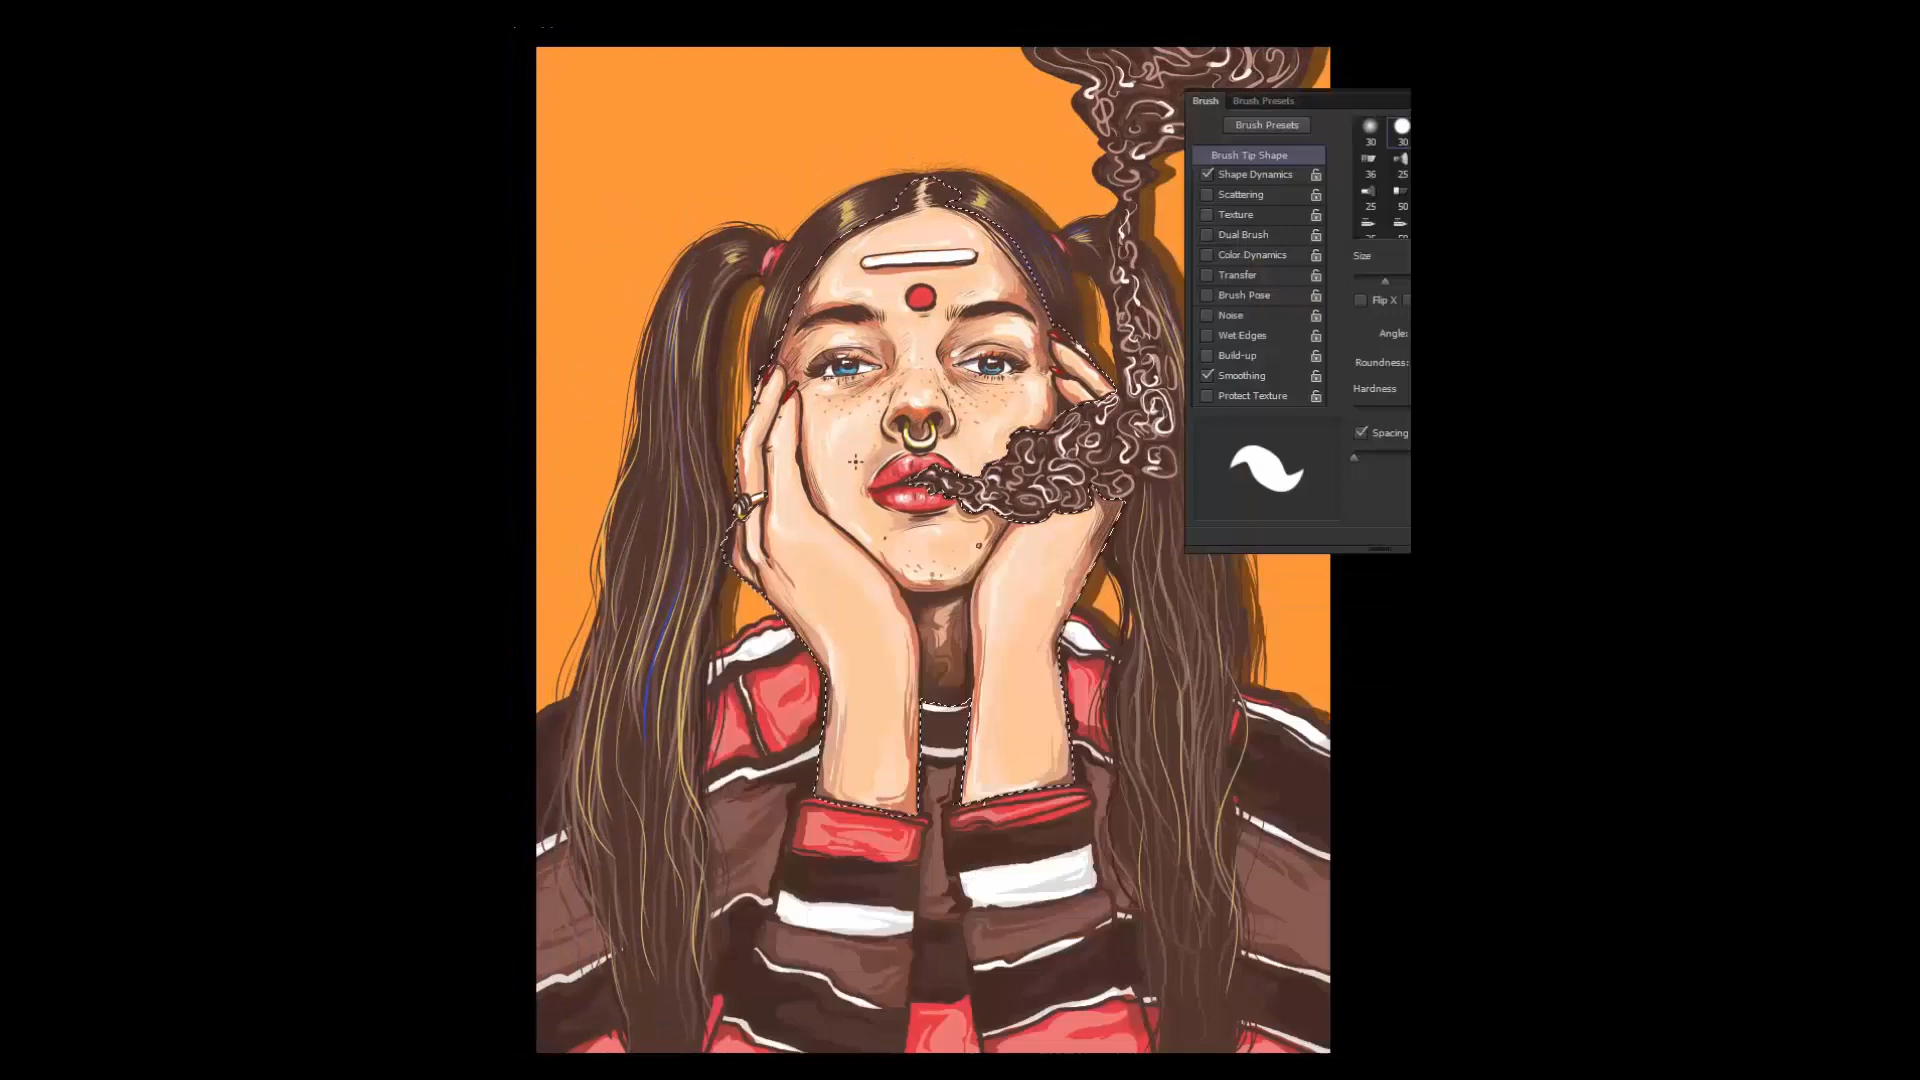 Brush Brush Presets
Brush Presets
30 30
Brush Tip Shape
Shape Dynamics
36 25
Scattering
25 50
Texture
Dual Brush
Color Dynamics
Size
Transfer
Brush Pose
Flip X
Noise
Wet Edges
Angle:
Build-up
Roundness:
Smoothing
Hardness
Protect Texture
Spacing